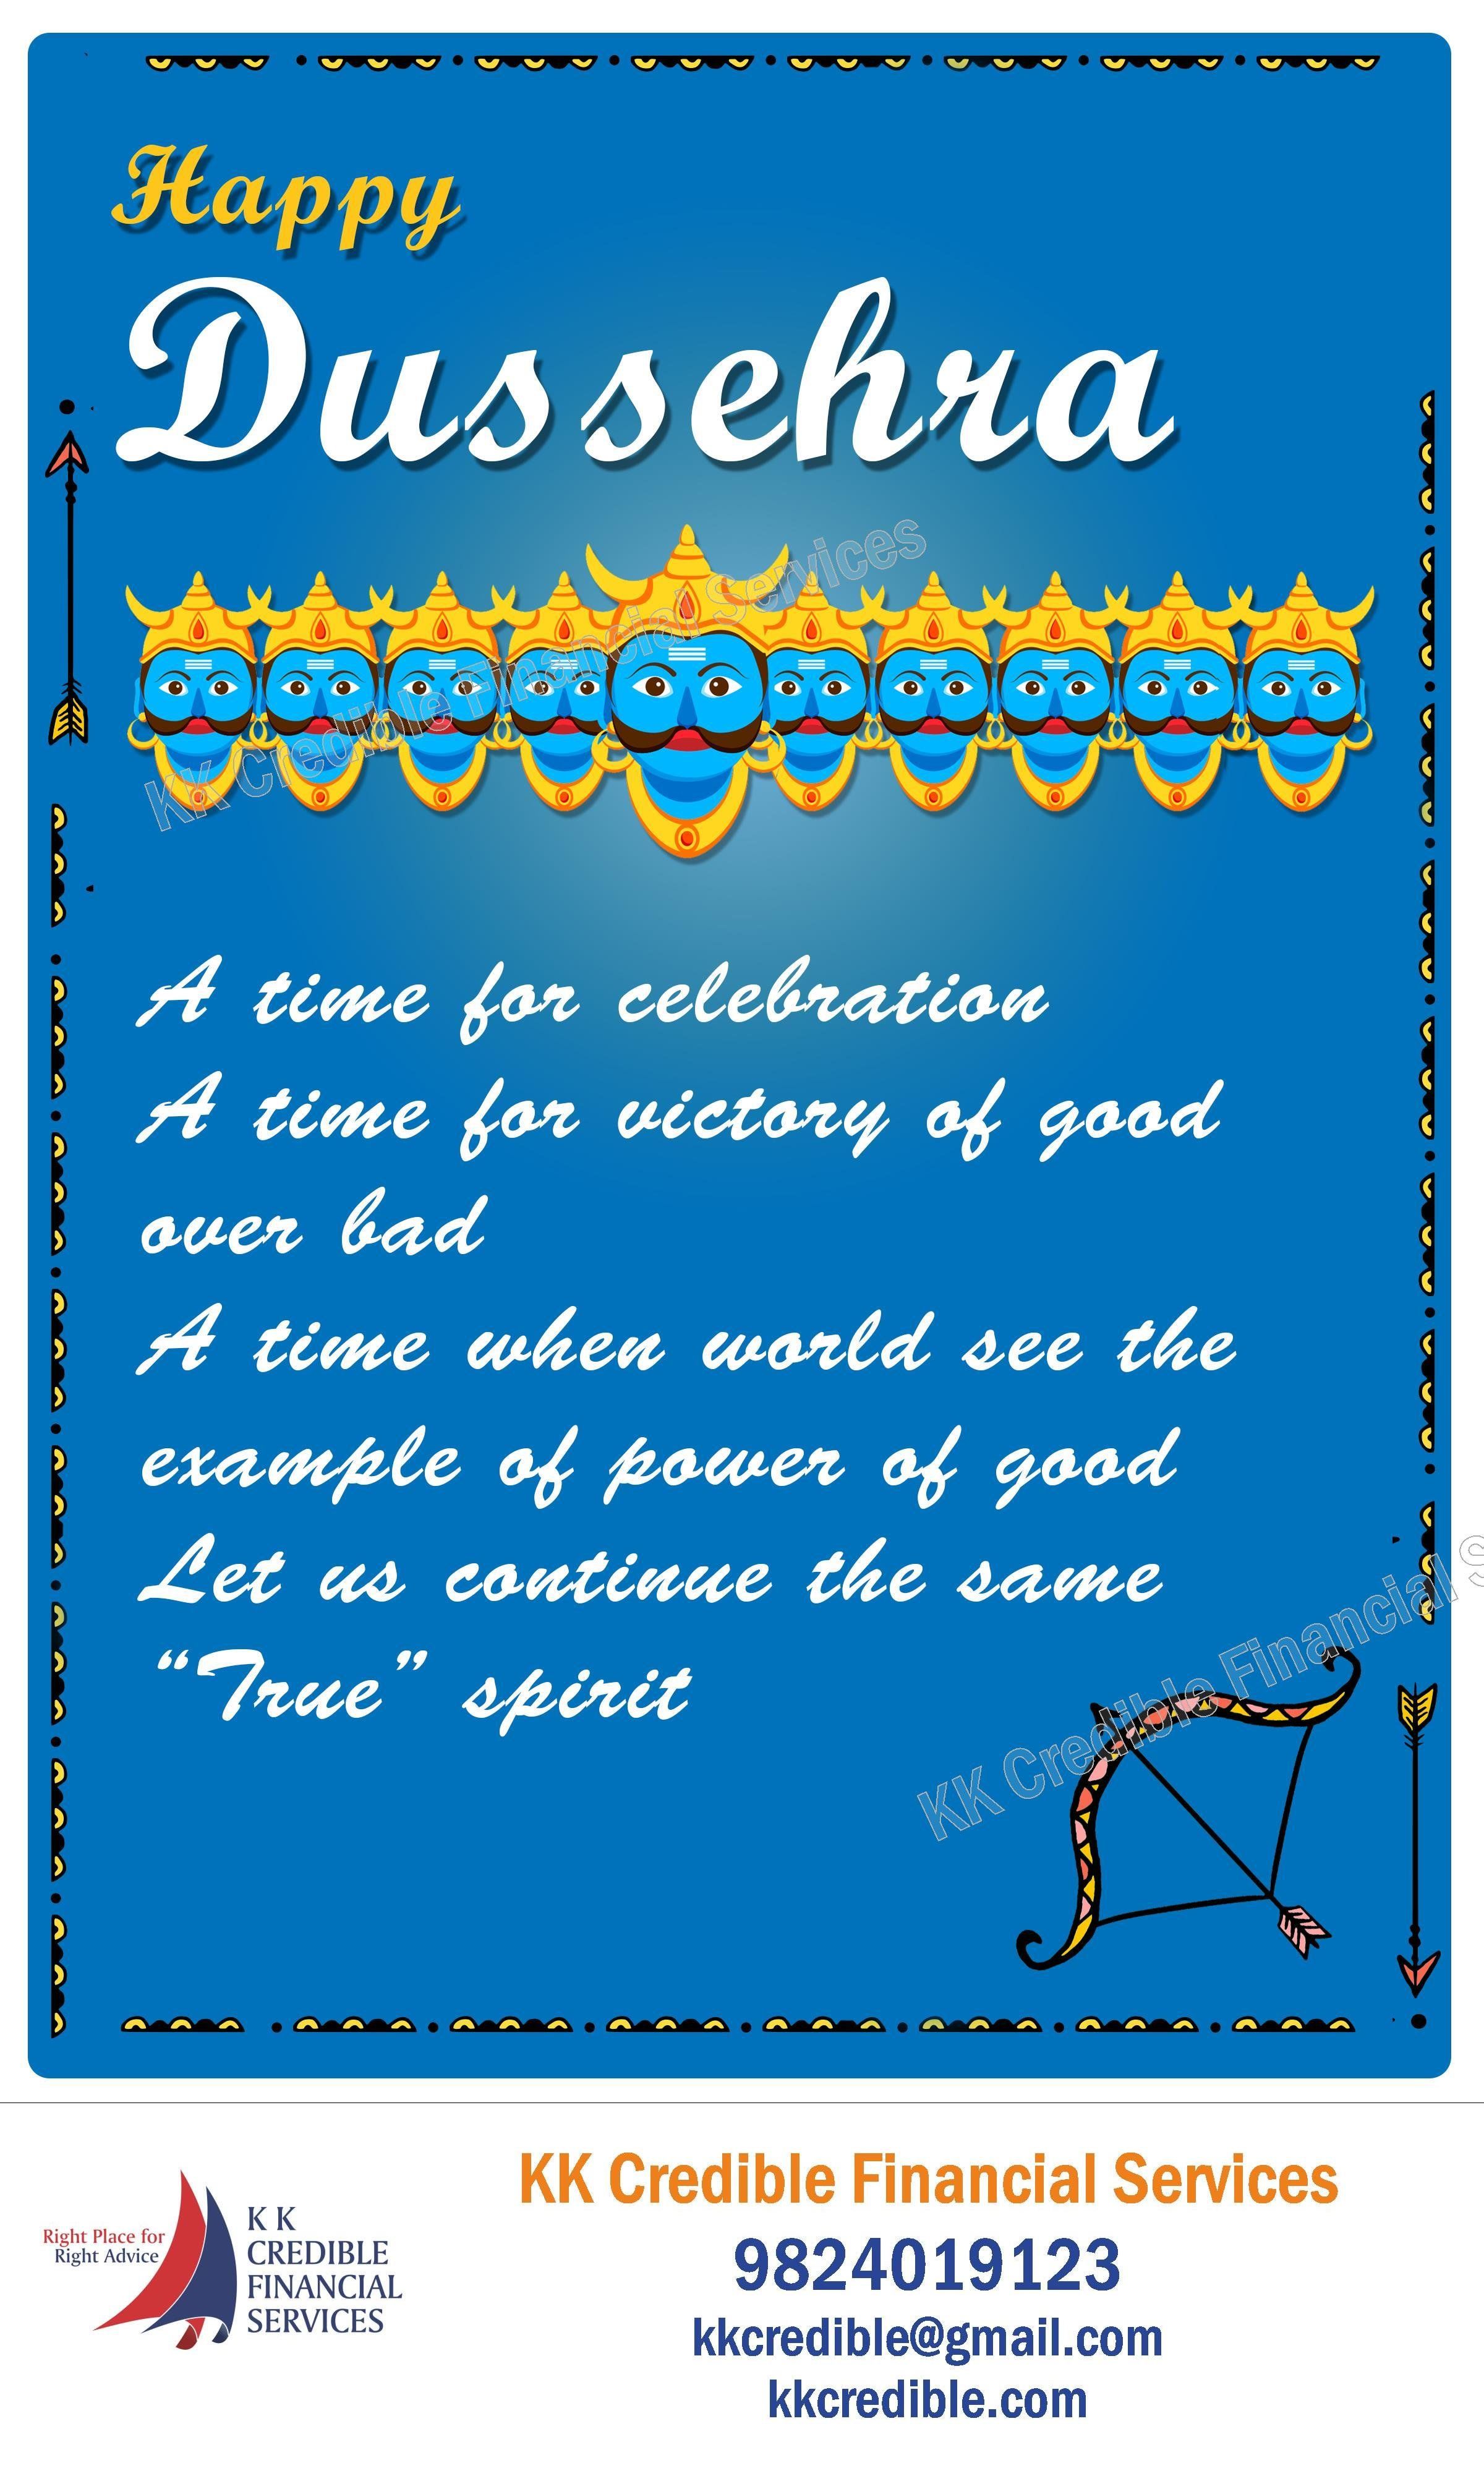 Happy
Dussehra
KK Credible Financial Services
A time for celebration
A time for victory of good
over bad
A time when world see the
example of power of good
Let us continue the same
“True” spirit
KK Credible Financial S
Right Place for
Right Advice
K K
CREDIBLE
FINANCIAL
SERVICES
KK Credible Financial Services
9824019123
kkcredible@gmail.com
kkcredible.com